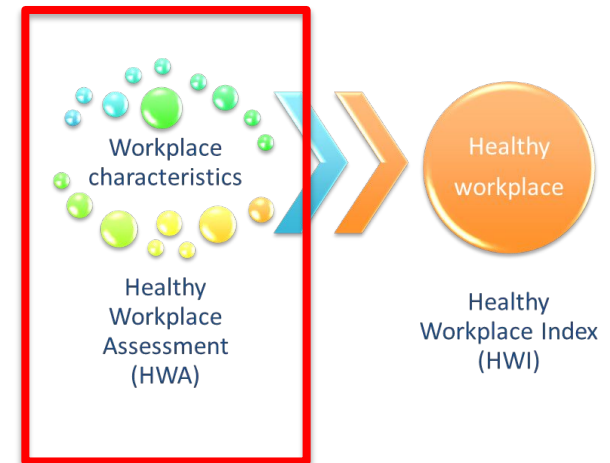 Workplace
characteristics
Healthy
Workplace
Assessment
(HWA)
Healthy
workplace
Healthy
Workplace Index
(HWI)